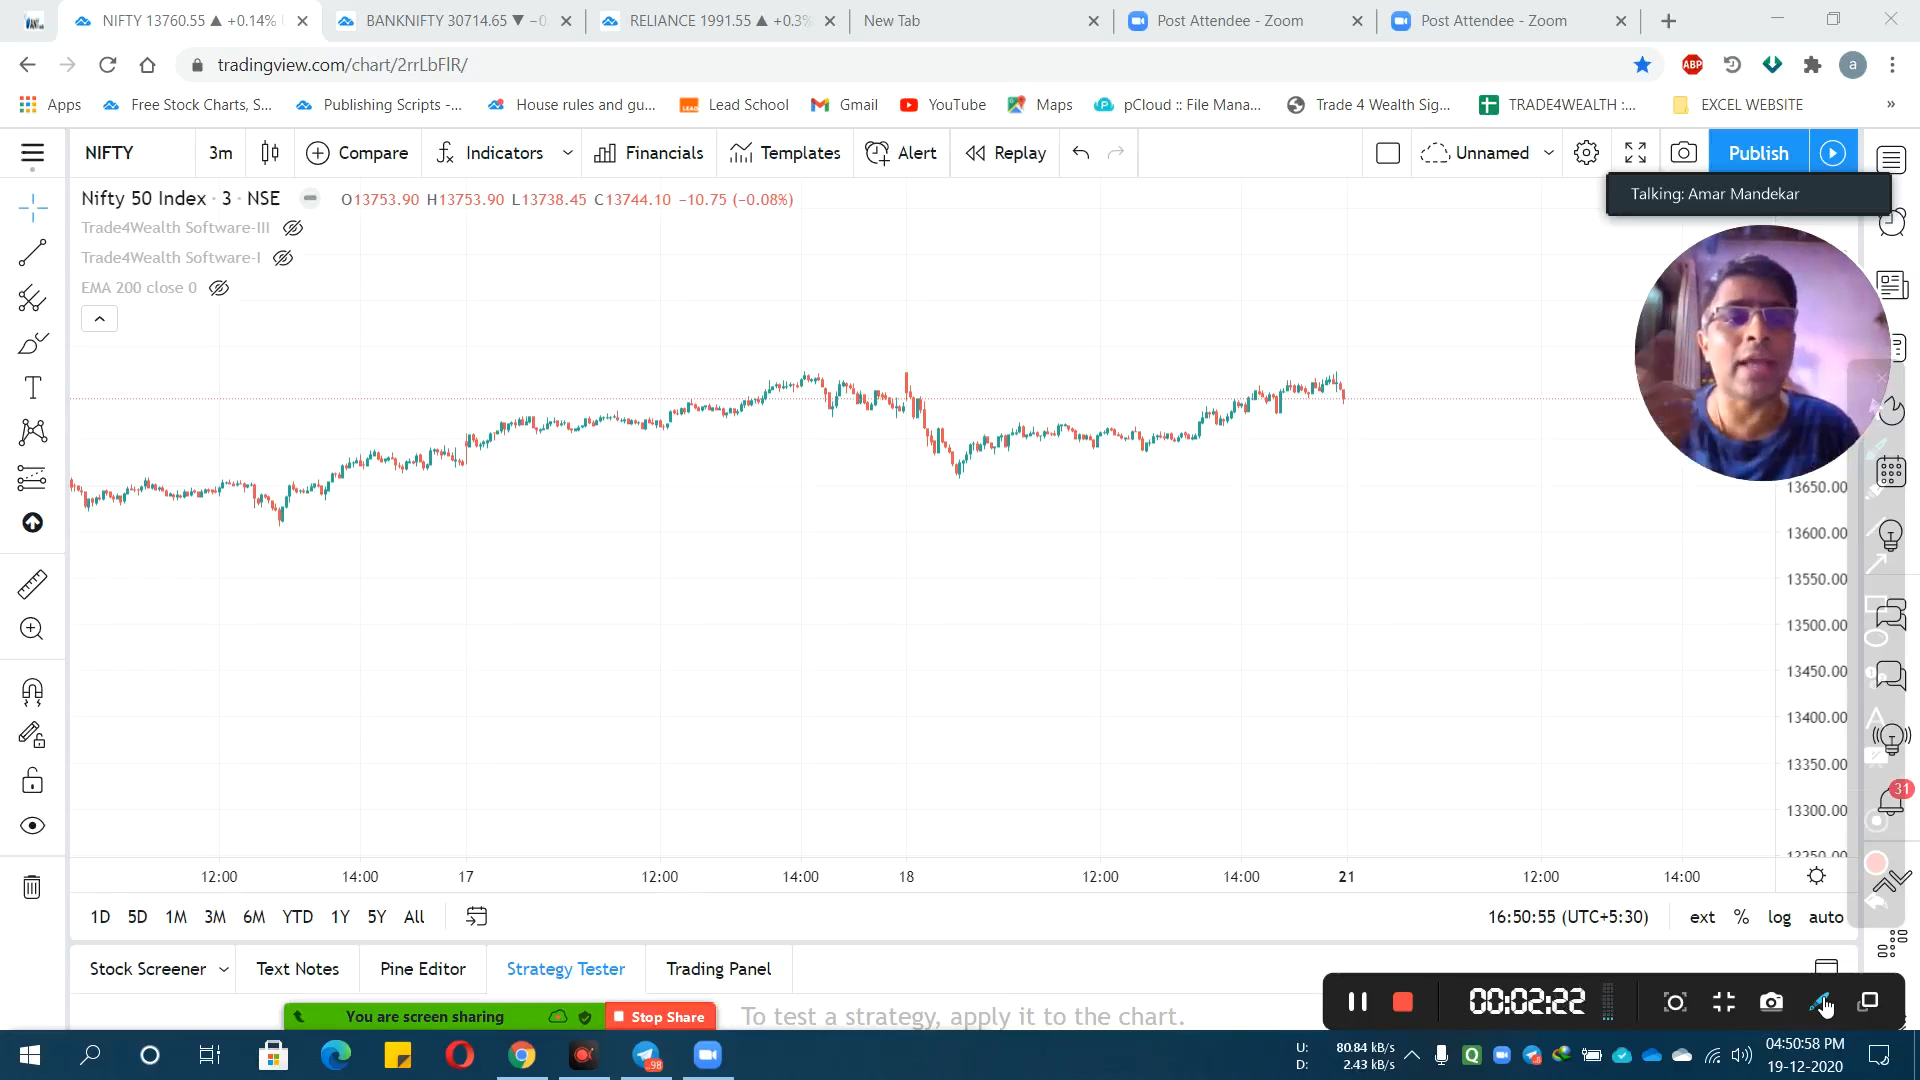 NIFTY 13760.55 ▲ +0.14%
BANKNIFTY 30714.65 ▼ −0
RELIANCE 1991.55 ▲ +0.3%
New Tab
Post Attendee - Zoom
Post Attendee - Zoom
tradingview.com/chart/2rrLbFlR/
ABP
a
Apps
Free Stock Charts, S...
Publishing Scripts -...
House rules and gu...
LEAD
Lead School
Gmail
YouTube
Maps
pCloud :: File Mana...
Trade 4 Wealth Sig...
TRADE4WEALTH :...
EXCEL WEBSITE
»
NIFTY
3m
Compare
Indicators
Financials
Templates
Alert
Replay
Unnamed
Publish
Talking: Amar Mandekar
Nifty 50 Index · 3 · NSE
O13753.90 H13753.90 L13738.45 C13744.10 −10.75 (−0.08%)
Trade4Wealth Software-III
Trade4Wealth Software-I
EMA 200 close 0
13650.00
13600.00
13550.00
13500.00
13450.00
13400.00
13350.00
13300.00
13250.00
31
12:00
14:00
17
12:00
14:00
18
12:00
14:00
21
12:00
14:00
1D 5D 1M 3M 6M YTD 1Y 5Y All
16:50:55 (UTC+5:30)
ext % log auto
Stock Screener
Text Notes
Pine Editor
Strategy Tester
Trading Panel
You are screen sharing
Stop Share
To test a strategy, apply it to the chart.
00:02:22
98
U: 80.84 kB/s
D: 2.43 kB/s
04:50:58 PM
19-12-2020